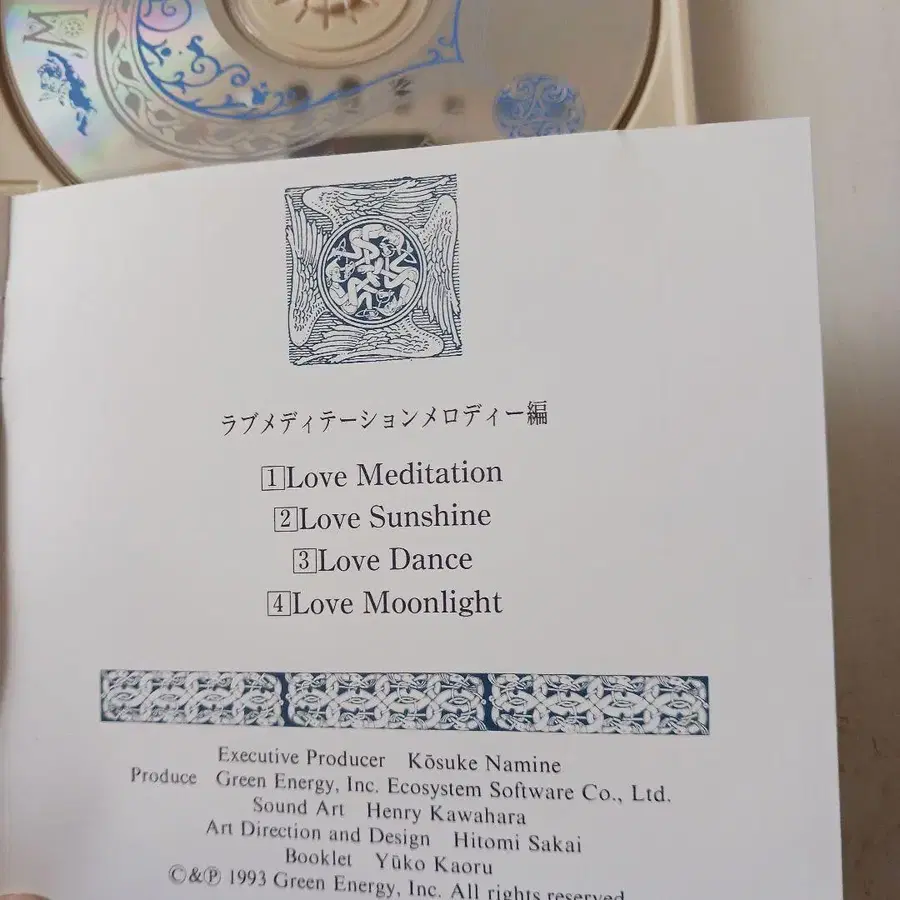 ラブメディテーションメロディー編
1Love Meditation
2Love Sunshine
3Love Dance
4Love Moonlight
Executive Producer Kōsuke Namine
Produce Green Energy, Inc. Ecosystem Software Co., Ltd.
Sound Art Henry Kawahara
Art Direction and Design Hitomi Sakai
Booklet Yūko Kaoru
©&℗ 1993 Green Energy, Inc. All rights reserved